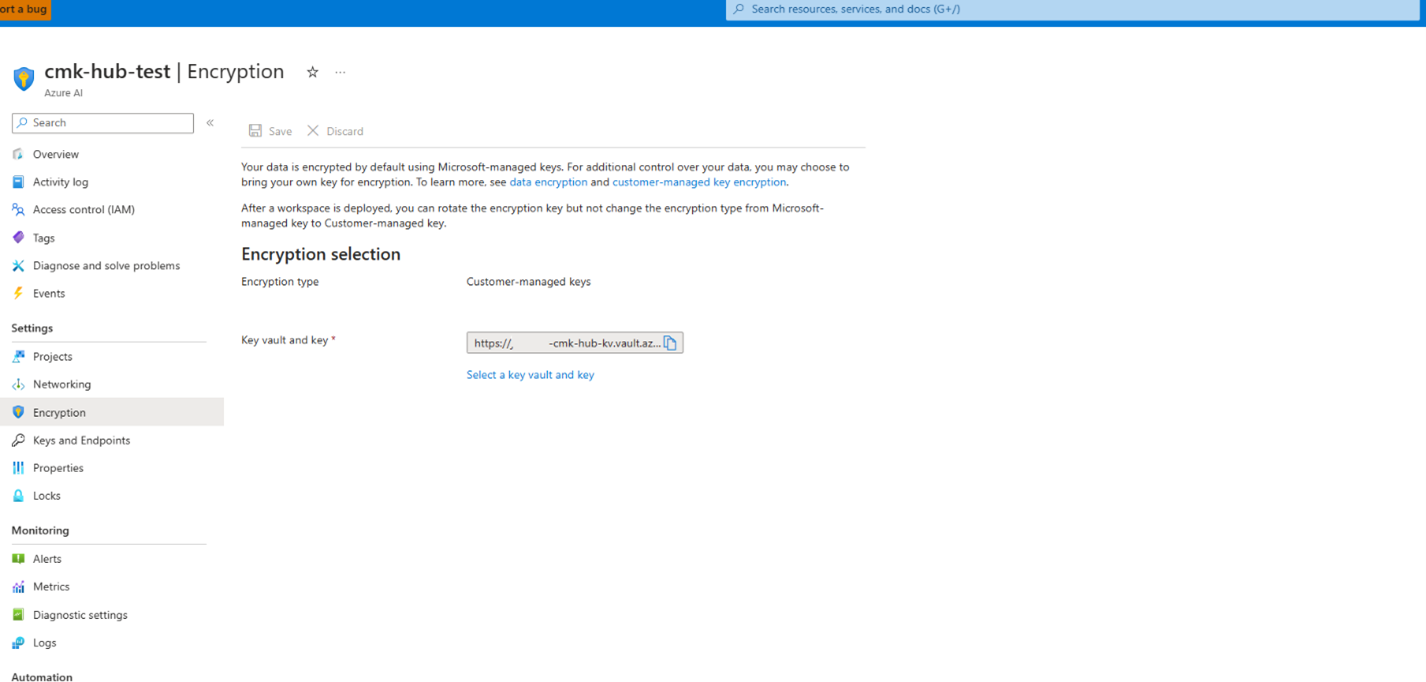 ort a bug
Search resources, services, and docs (G+/)
cmk-hub-test | Encryption
Azure AI
Search
Overview
Activity log
Access control (IAM)
Tags
Diagnose and solve problems
Events
Settings
Projects
Networking
Encryption
Keys and Endpoints
Properties
Locks
Monitoring
Alerts
Metrics
Diagnostic settings
Logs
Automation
Save Discard
Your data is encrypted by default using Microsoft-managed keys. For additional control over your data, you may choose to
bring your own key for encryption. To learn more, see data encryption and customer-managed key encryption.
After a workspace is deployed, you can rotate the encryption key but not change the encryption type from Microsoft-
managed key to Customer-managed key.
Encryption selection
Encryption type Customer-managed keys
Key vault and key * https:// -cmk-hub-kv.vault.az...
Select a key vault and key